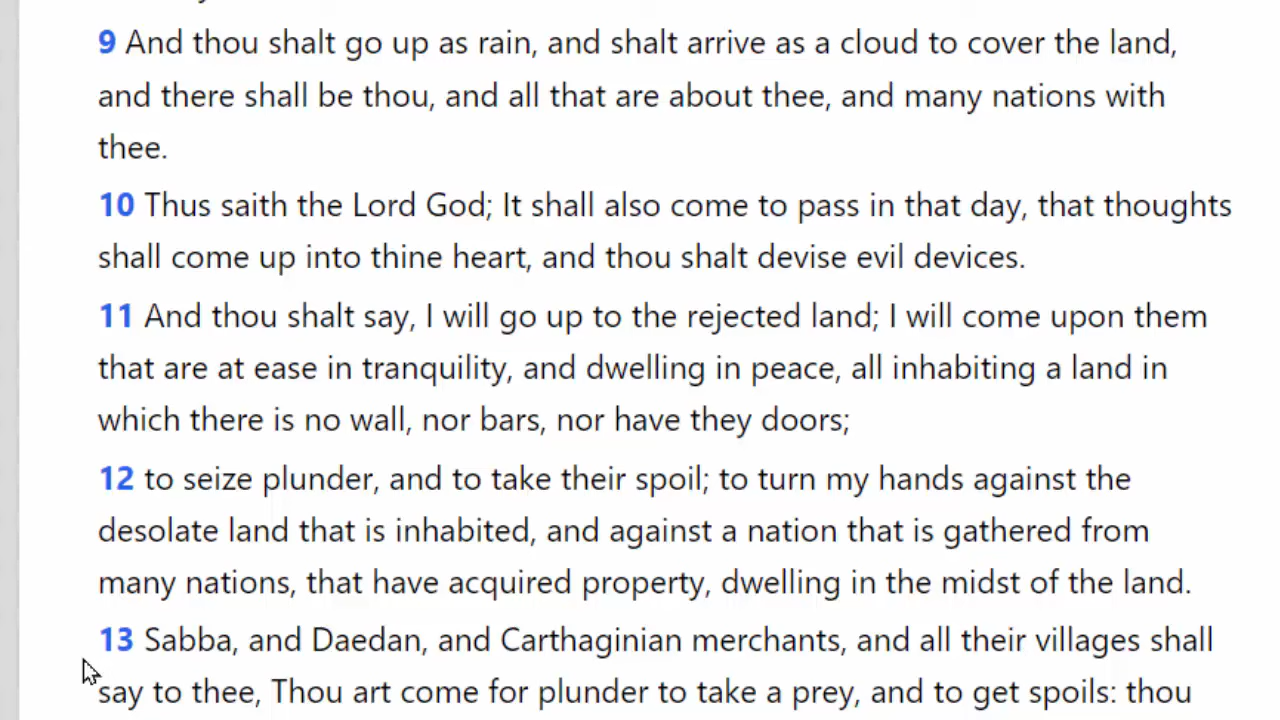 9 And thou shalt go up as rain, and shalt arrive as a cloud to cover the land,
and there shall be thou, and all that are about thee, and many nations with
thee.
10 Thus saith the Lord God; It shall also come to pass in that day, that thoughts
shall come up into thine heart, and thou shalt devise evil devices.
11 And thou shalt say, I will go up to the rejected land; I will come upon them
that are at ease in tranquility, and dwelling in peace, all inhabiting a land in
which there is no wall, nor bars, nor have they doors;
12 to seize plunder, and to take their spoil; to turn my hands against the
desolate land that is inhabited, and against a nation that is gathered from
many nations, that have acquired property, dwelling in the midst of the land.
13 Sabba, and Daedan, and Carthaginian merchants, and all their villages shall
say to thee, Thou art come for plunder to take a prey, and to get spoils: thou